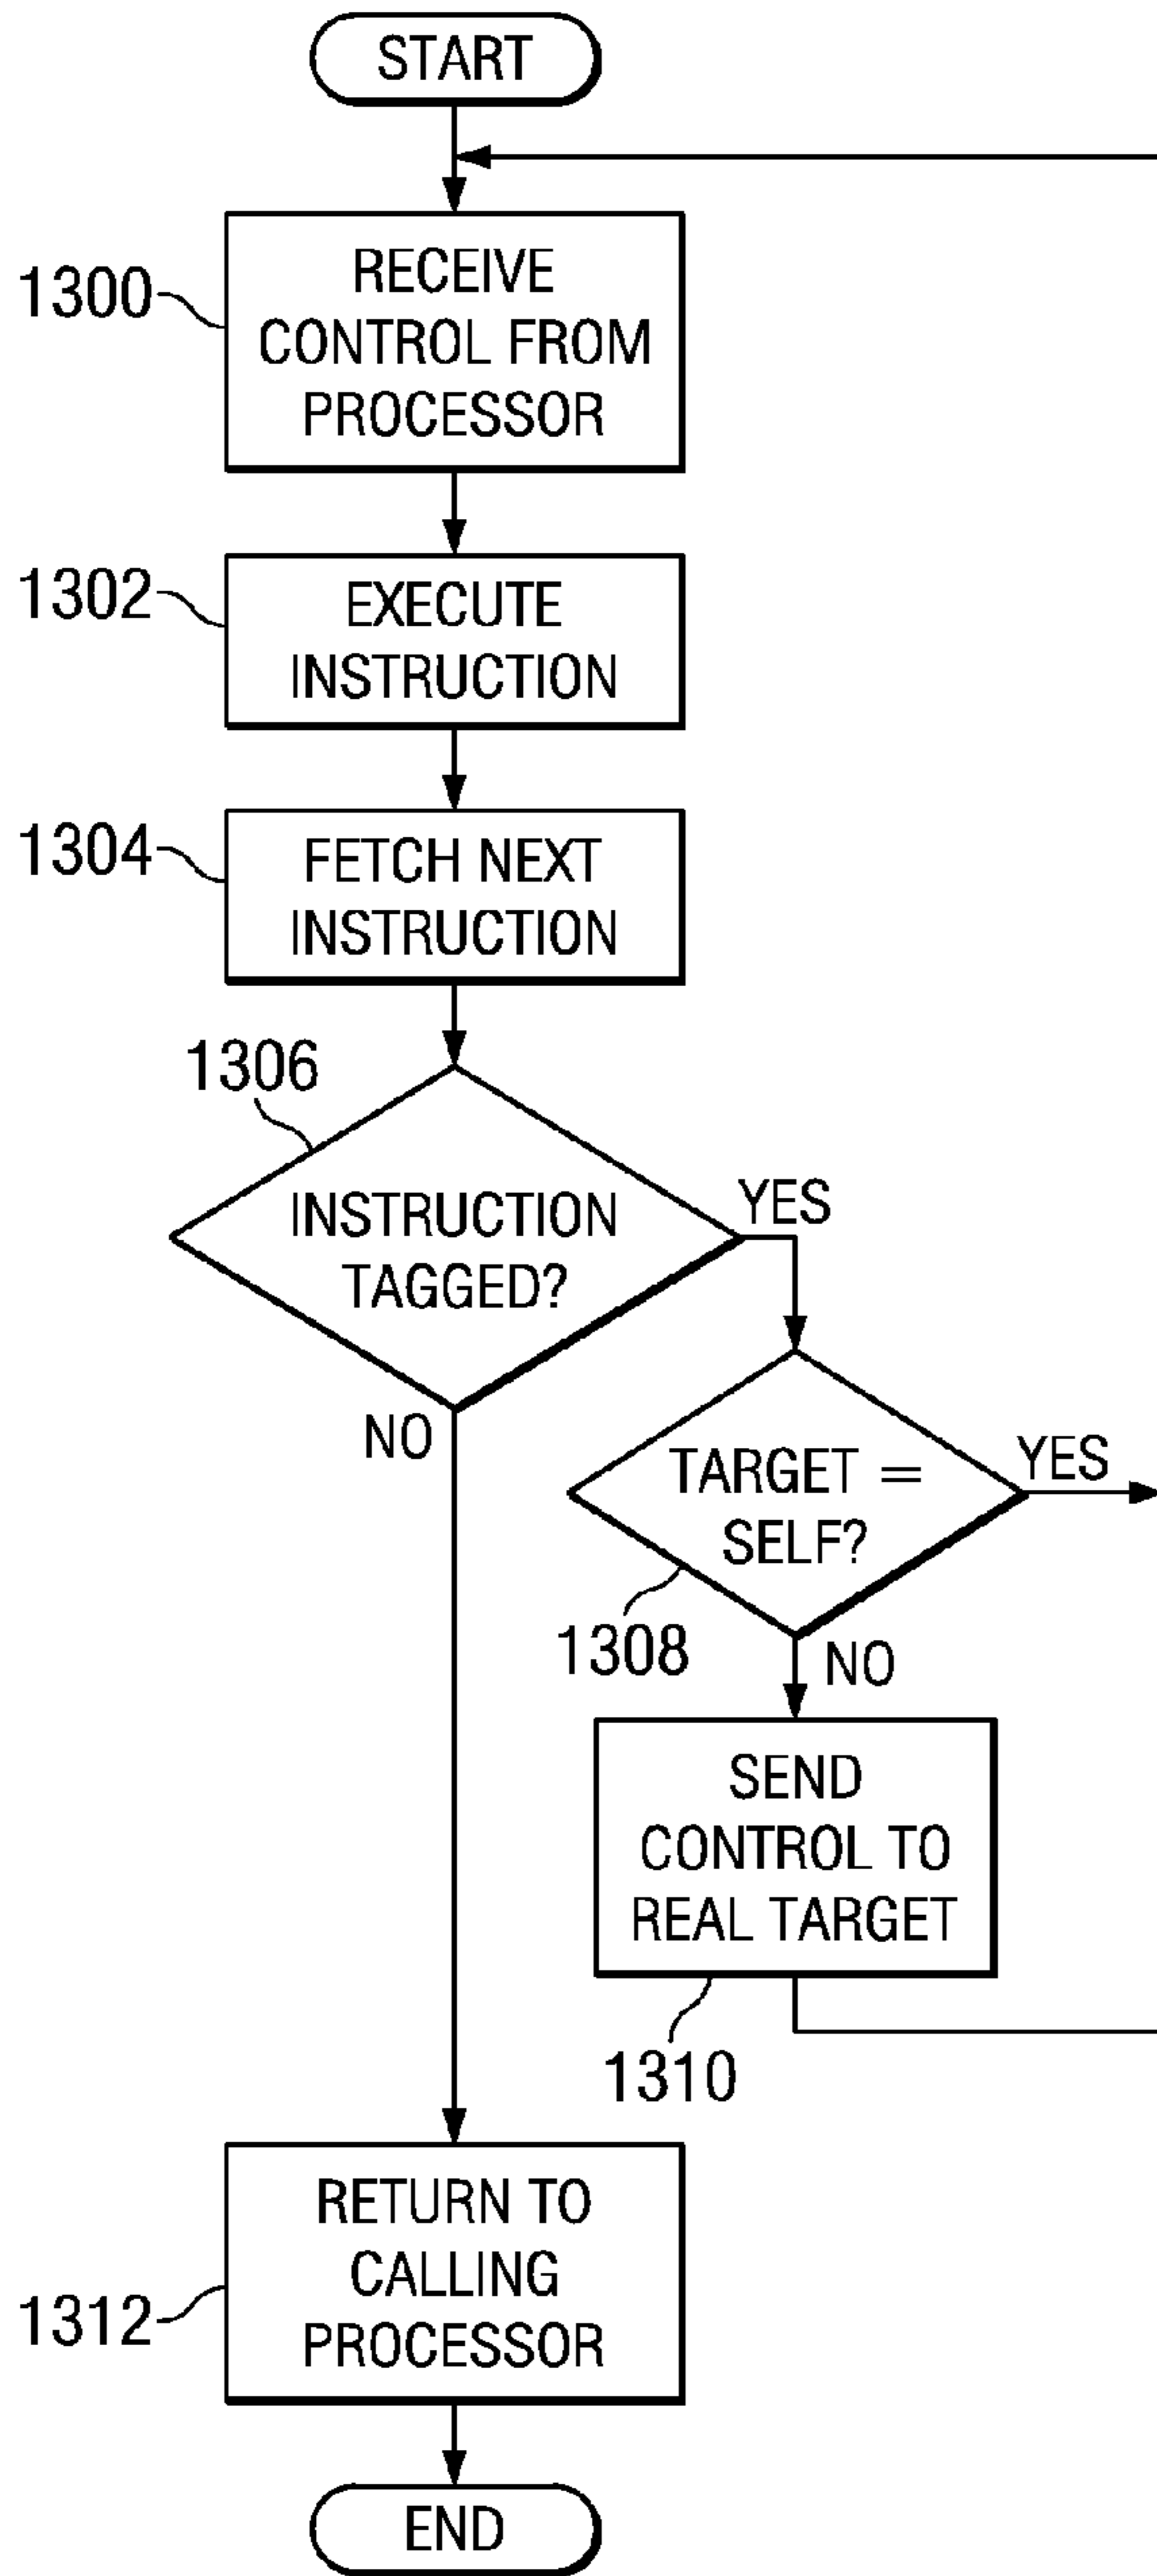 START
1300
RECEIVE
CONTROL FROM
PROCESSOR
1302
EXECUTE
INSTRUCTION
1304
FETCH NEXT
INSTRUCTION
1306
INSTRUCTION
TAGGED?
YES
NO
TARGET =
SELF?
YES
1308
NO
SEND
CONTROL TO
REAL TARGET
1310
RETURN TO
CALLING
PROCESSOR
1312
END